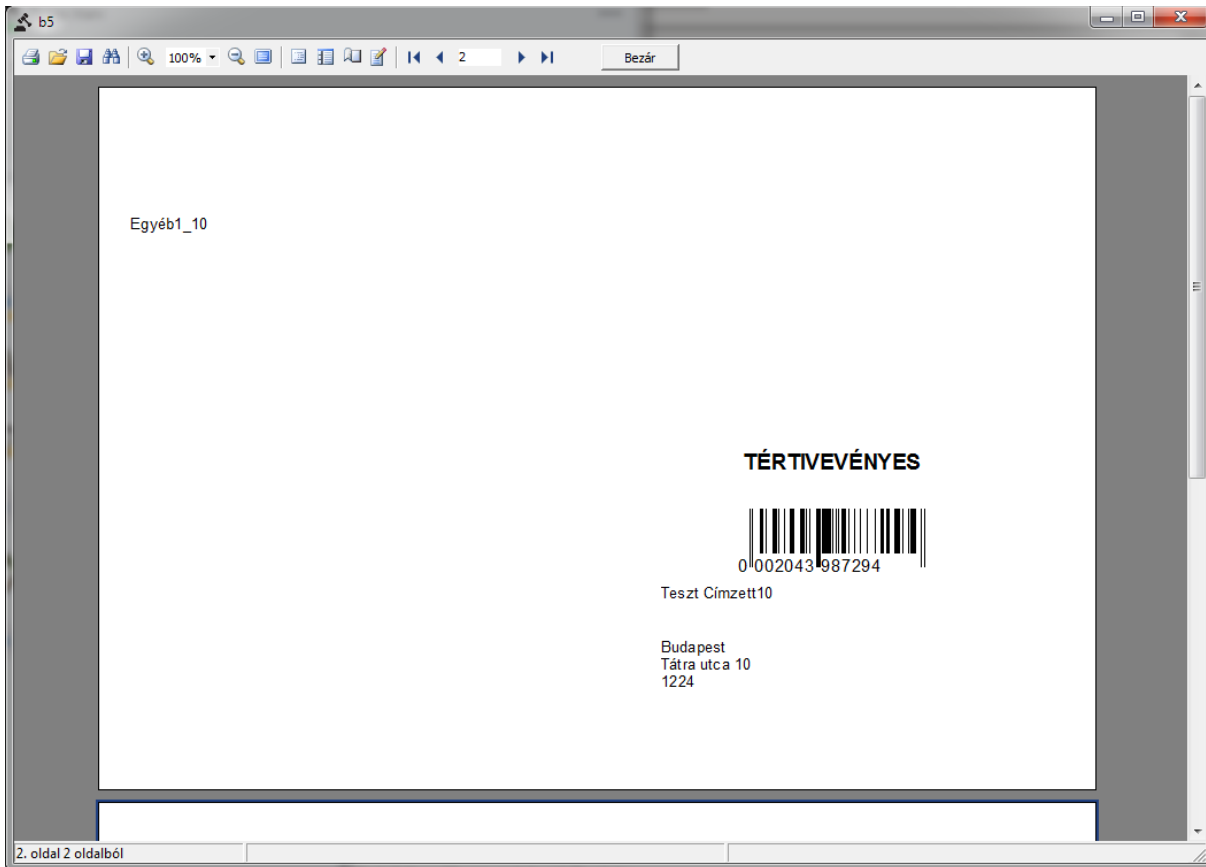 b5
100%
2
Bezár
Egyéb1_10
TÉRTIVEVÉNYES
0 002043 987294
Teszt Címzett10
Budapest
Tátra utca 10
1224
2. oldal 2 oldalból